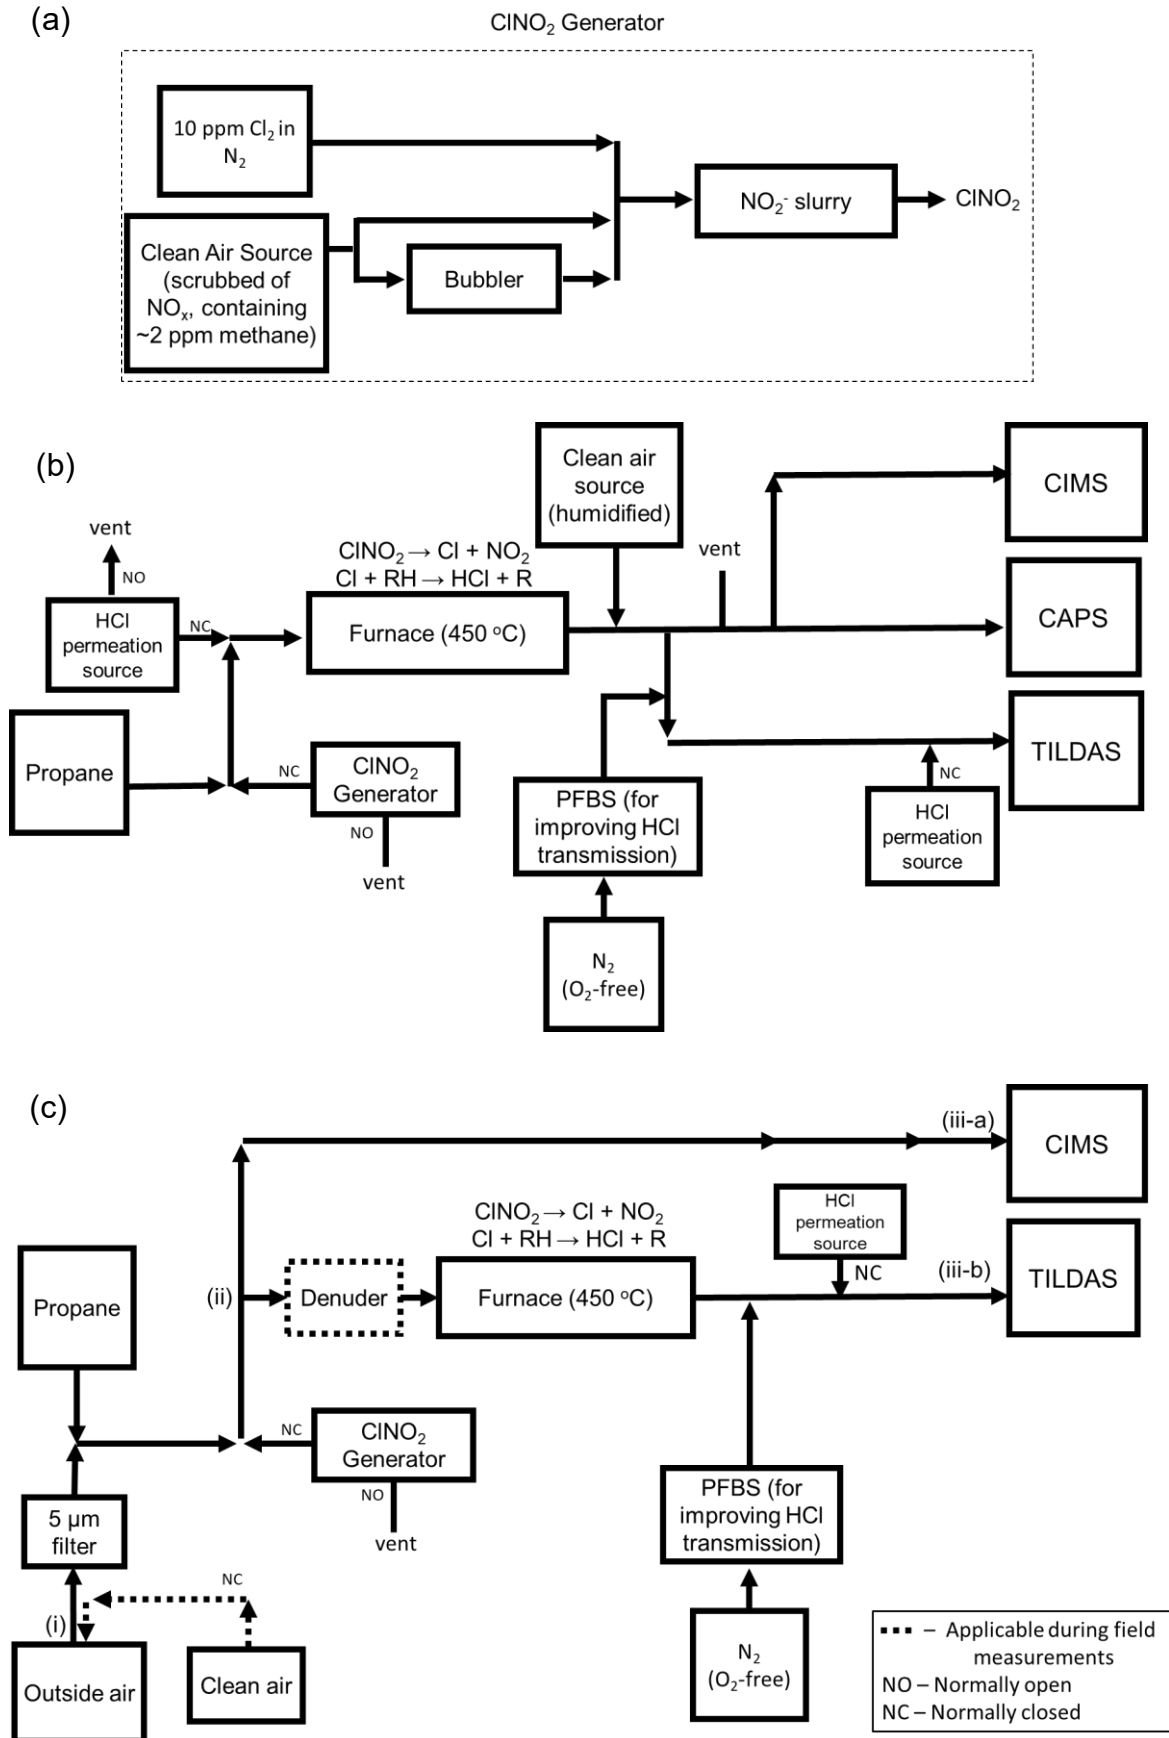 (a)
ClNO₂ Generator
10 ppm Cl₂ in
N₂
Clean Air Source
(scrubbed of
NOₓ, containing
~2 ppm methane)
Bubbler
NO₂⁻ slurry
ClNO₂
(b)
vent
NO
HCl
permeation
source
NC
Propane
ClNO₂ → Cl + NO₂
Cl + RH → HCl + R
Furnace (450 °C)
NC
ClNO₂
Generator
NO
vent
Clean air
source
(humidified)
vent
PFBS (for
improving HCl
transmission)
N₂
(O₂-free)
CIMS
CAPS
TILDAS
NC
HCl
permeation
source
(c)
(iii-a)
CIMS
HCl
permeation
source
NC
(iii-b)
TILDAS
ClNO₂ → Cl + NO₂
Cl + RH → HCl + R
Propane
(ii)
Denuder
Furnace (450 °C)
NC
ClNO₂
Generator
NO
vent
5 µm
filter
NC
(i)
Outside air
Clean air
PFBS (for
improving HCl
transmission)
N₂
(O₂-free)
– Applicable during field
measurements
NO – Normally open
NC – Normally closed